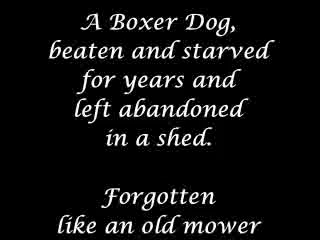 A Boxer Dog,
beaten and starved
for years and
left abandoned
in a shed.
Forgotten
like an old mower